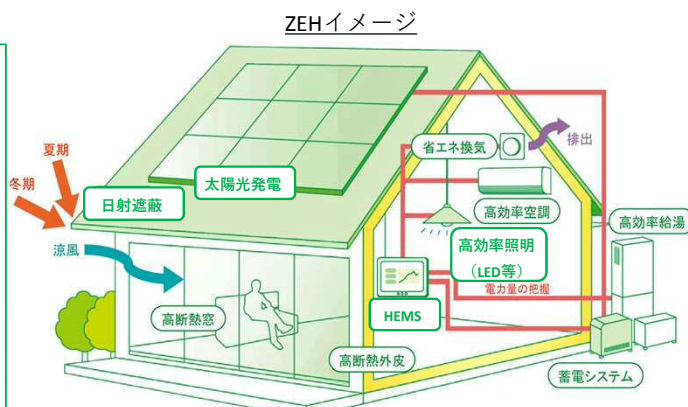 ZEHイメージ
夏期
冬期
日射遮蔽
太陽光発電
省エネ換気
排出
高効率空調
高効率給湯
高効率照明
（LED等）
涼風
電力量の把握
HEMS
高断熱窓
高断熱外皮
蓄電システム